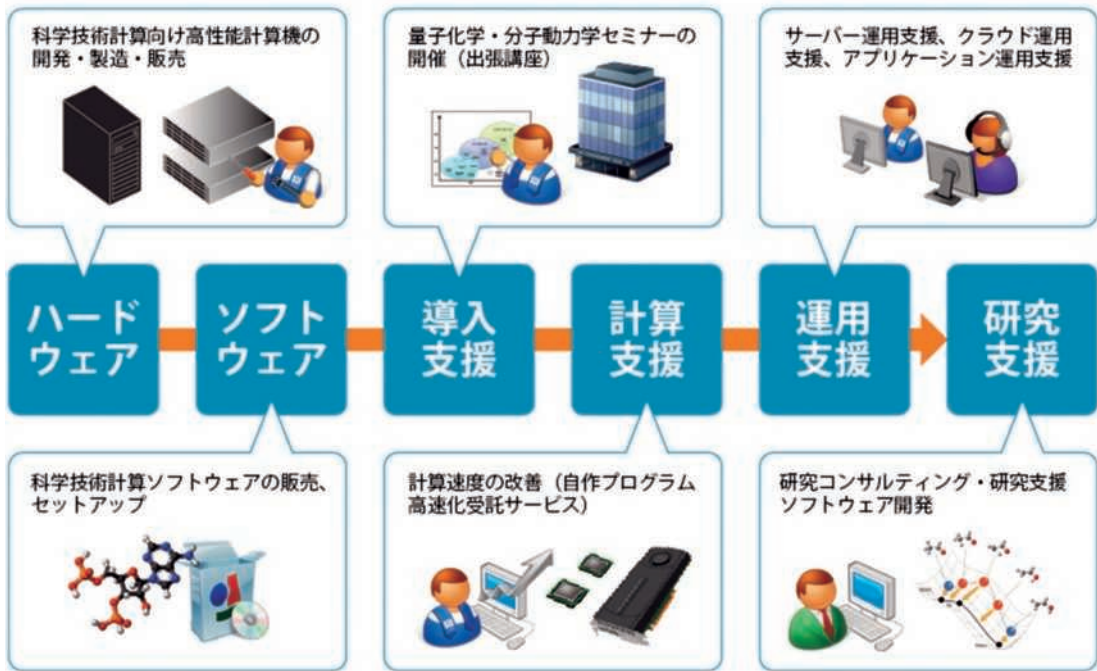 科学技術計算向け高性能計算機の
開発・製造・販売
量子化学・分子動力学セミナーの
開催（出張講座）
サーバー運用支援、クラウド運用
支援、アプリケーション運用支援
ハード
ウェア
ソフト
ウェア
導入
支援
計算
支援
運用
支援
研究
支援
科学技術計算ソフトウェアの販売、
セットアップ
計算速度の改善（自作プログラム
高速化受託サービス）
研究コンサルティング・研究支援
ソフトウェア開発